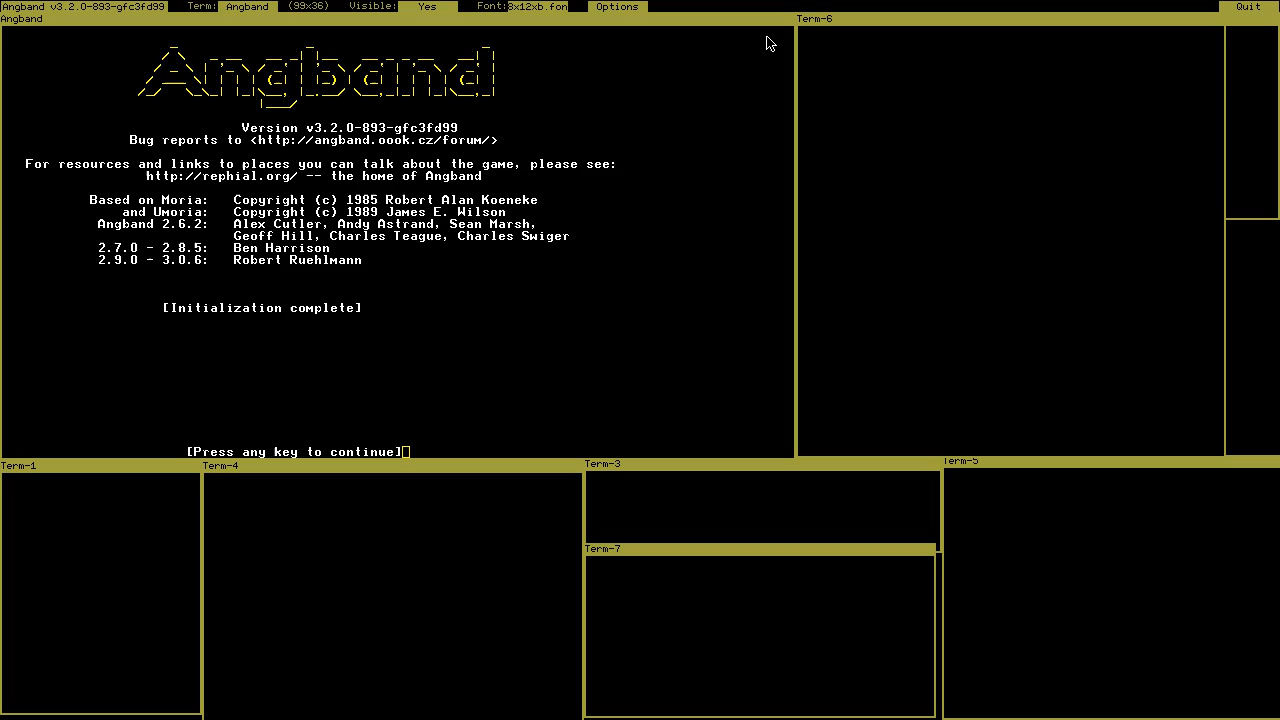 Angband v3.2.0-893-gfc3fd99 Term: Angband (99x36) Visible: Yes Font: 8x12xb.fon Options Quit
Angband Term-6
Angband
Version v3.2.0-893-gfc3fd99
Bug reports to <http://angband.oook.cz/forum/>
For resources and links to places you can talk about the game, please see:
http://rephial.org/ -- the home of Angband
Based on Moria: Copyright (c) 1985 Robert Alan Koeneke
and Umoria: Copyright (c) 1989 James E. Wilson
Angband 2.6.2: Alex Cutler, Andy Astrand, Sean Marsh,
Geoff Hill, Charles Teague, Charles Swiger
2.7.0 - 2.8.5: Ben Harrison
2.9.0 - 3.0.6: Robert Ruehlmann
[Initialization complete]
[Press any key to continue]
Term-1 Term-4 Term-3 Term-5
Term-7